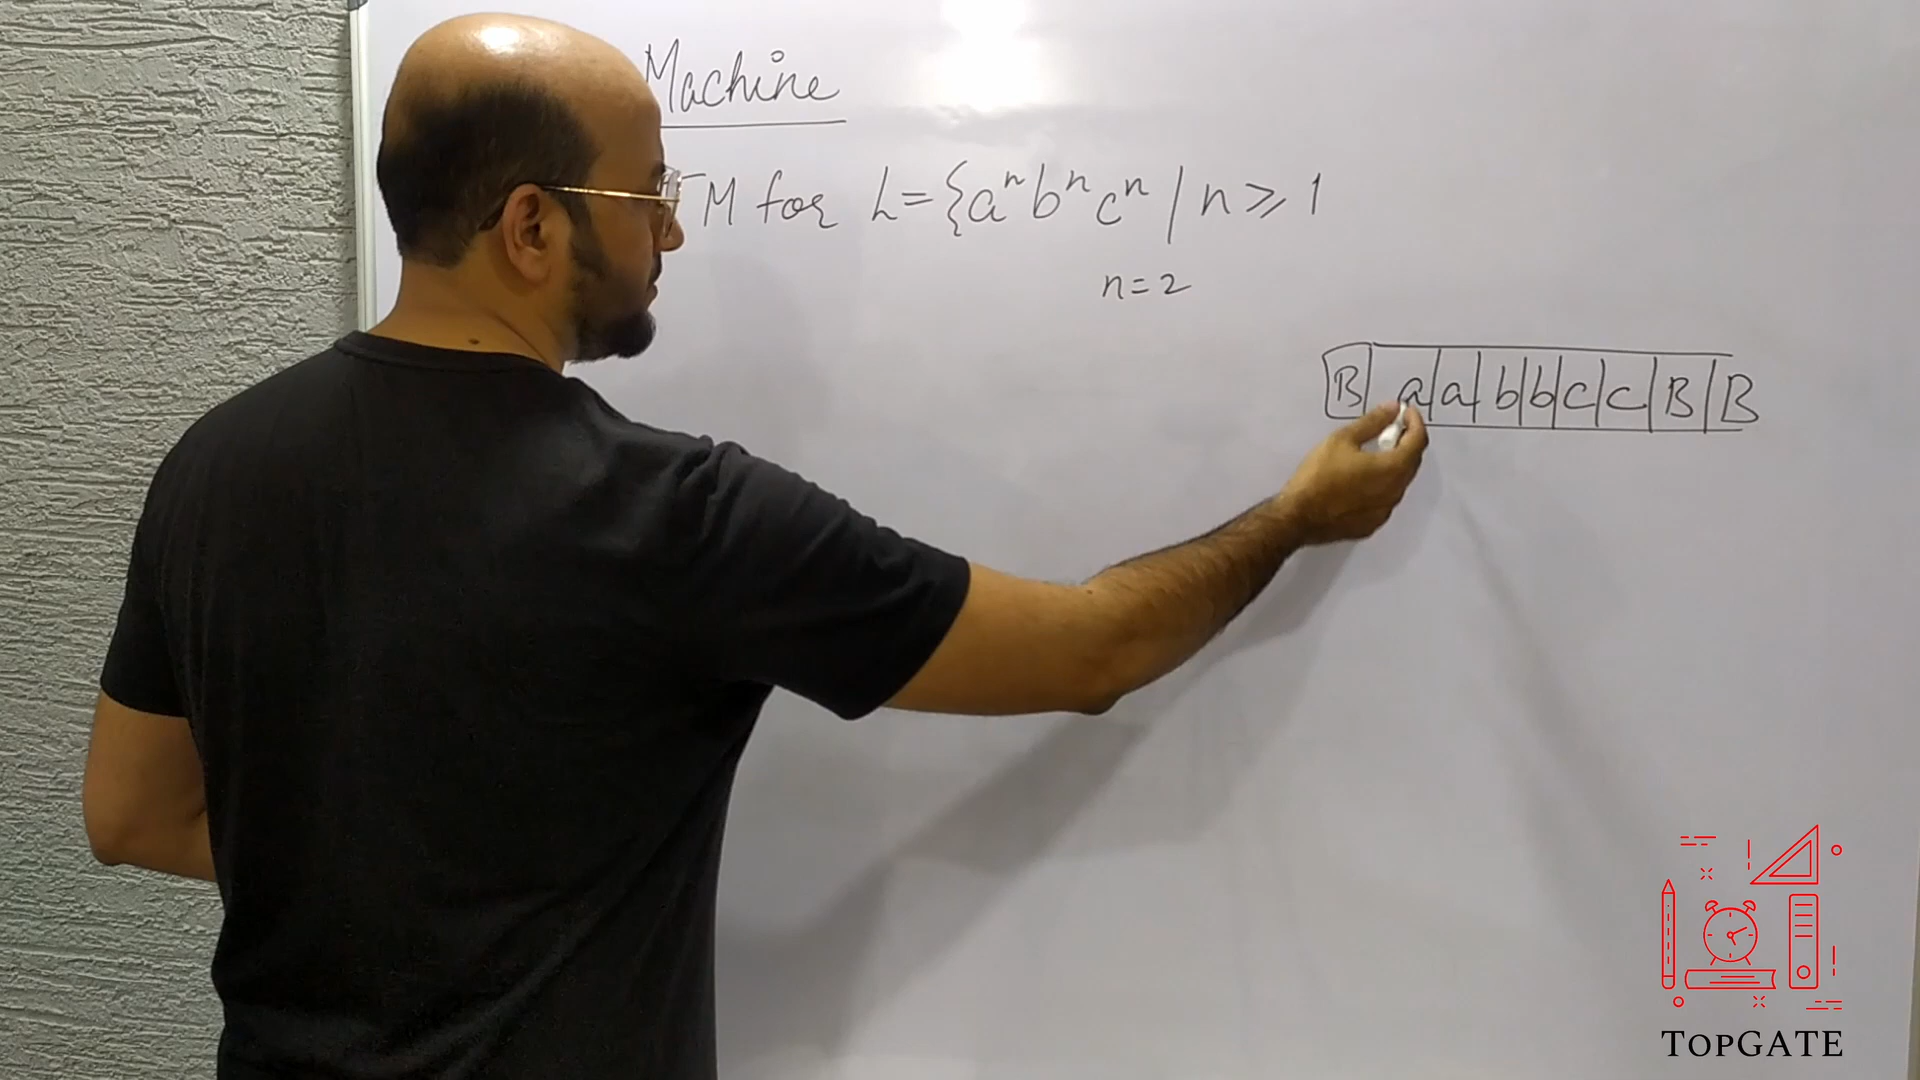 Machine
TM for L={aⁿbⁿcⁿ | n ≥ 1
n=2
B a a b b c c B B
TOPGATE